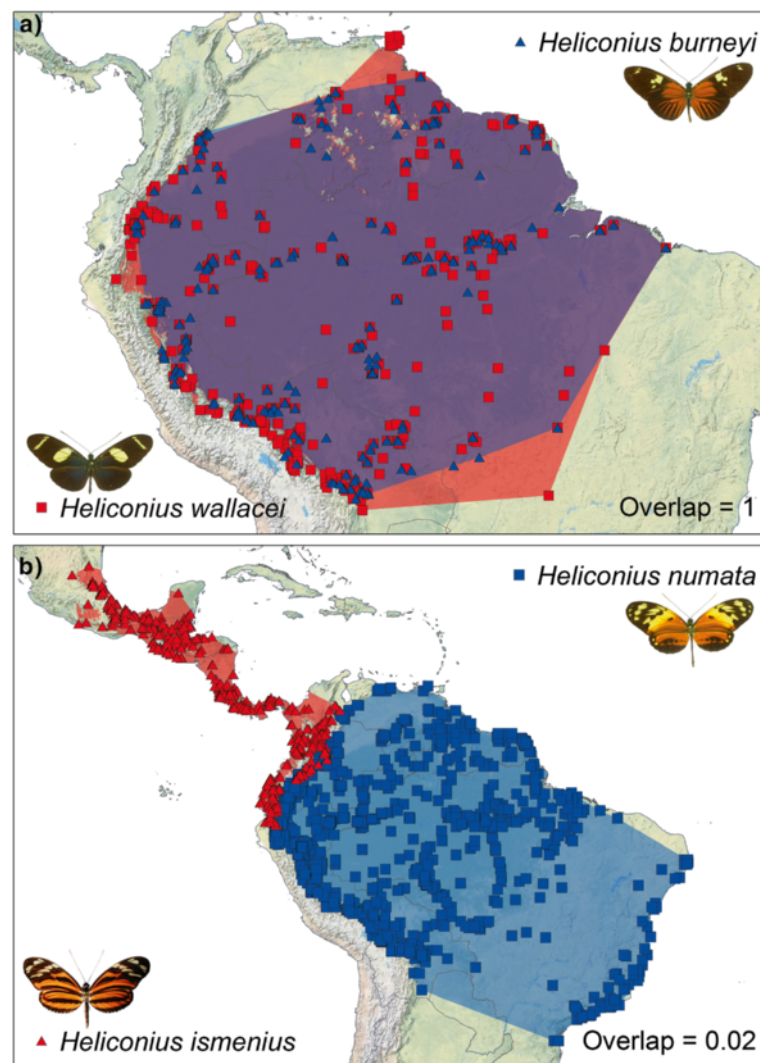 a)
Heliconius burneyi
Heliconius wallacei
Overlap = 1
b)
Heliconius numata
Heliconius ismenius
Overlap = 0.02